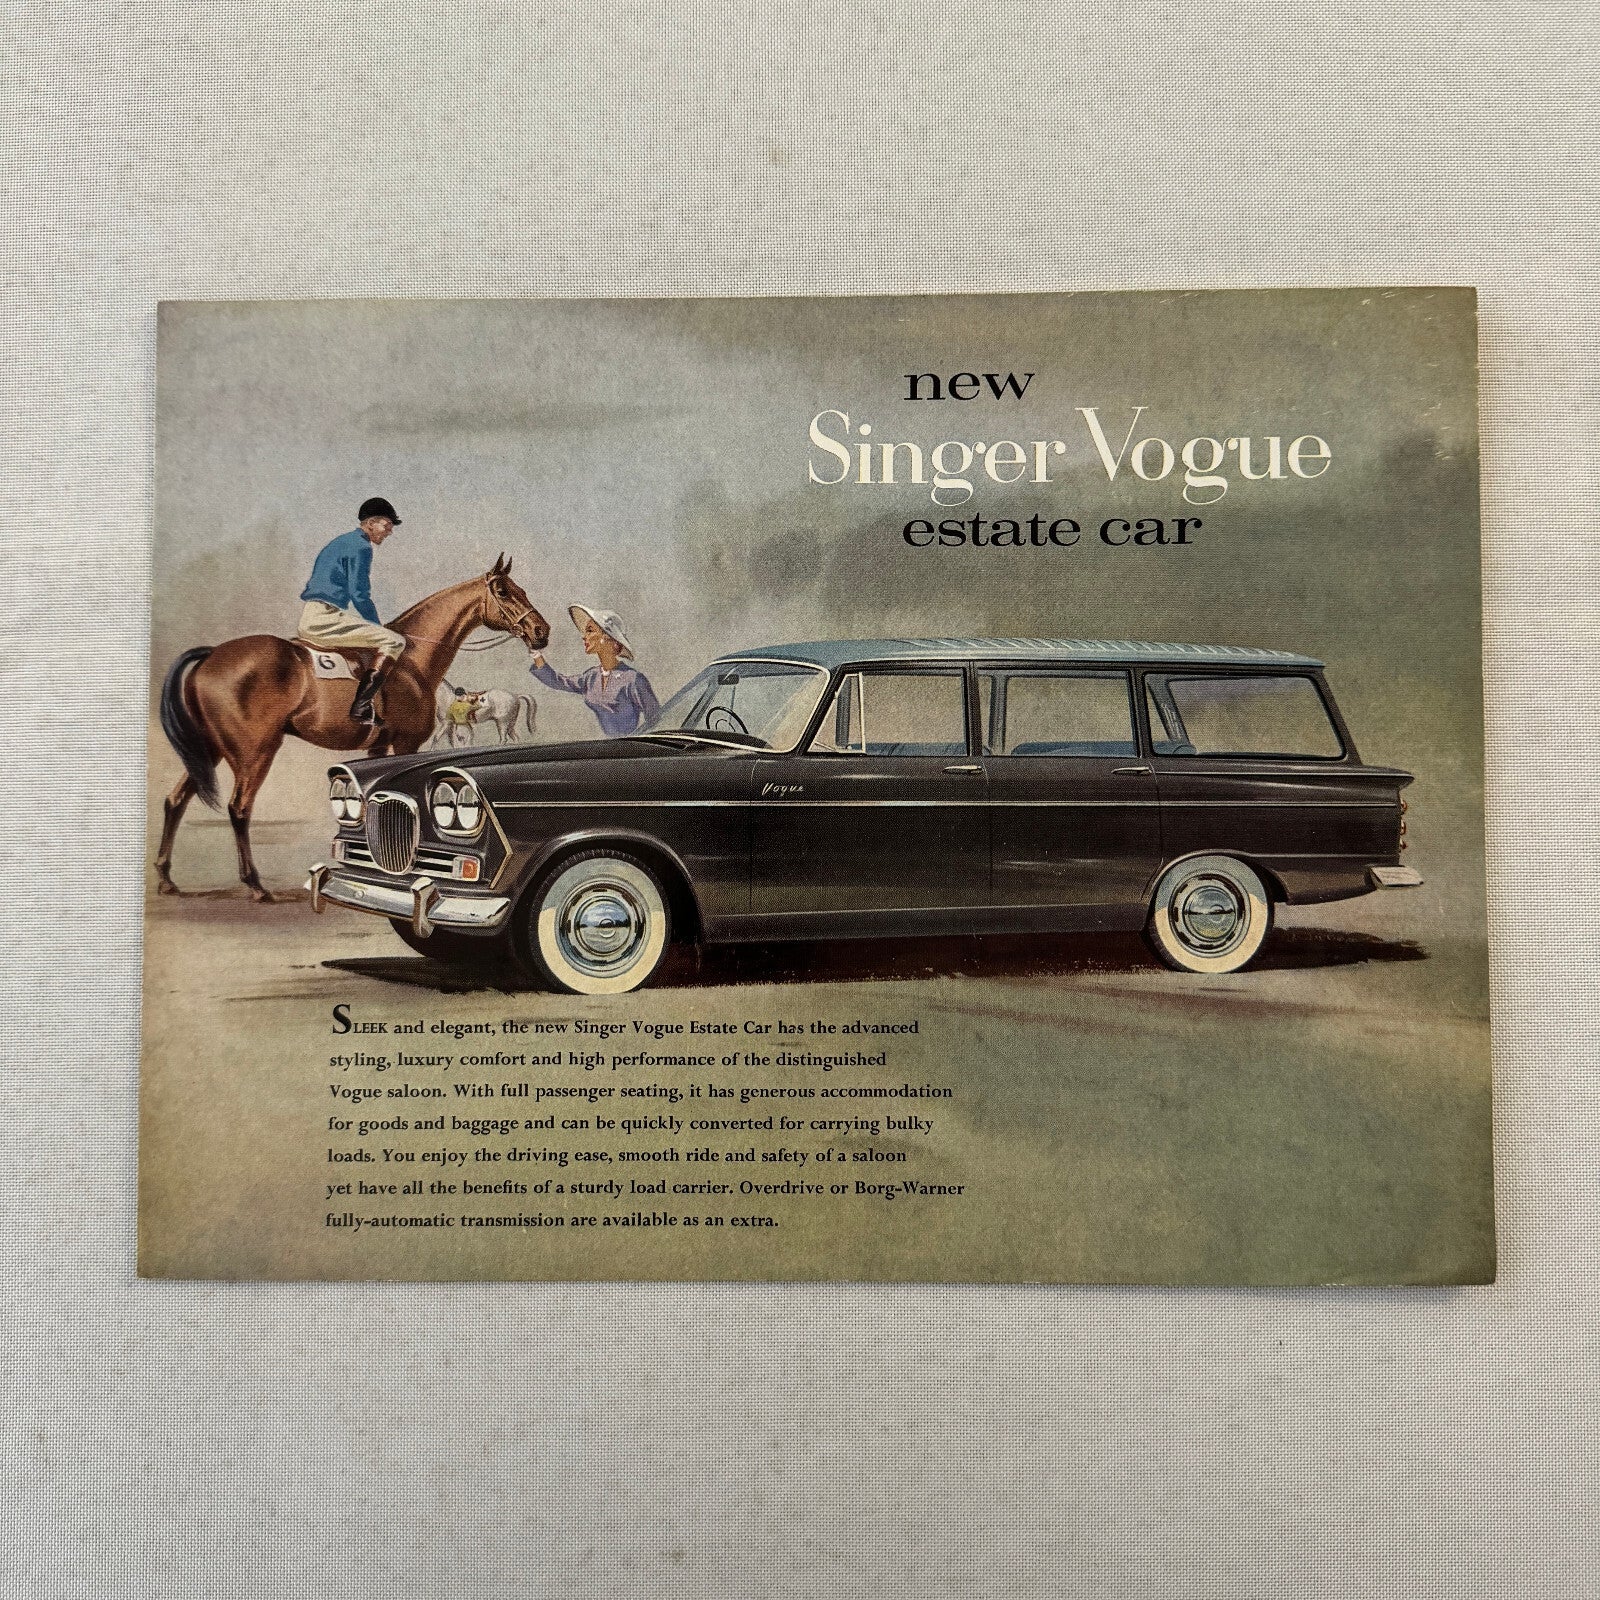 new
Singer Vogue
estate car
6
Vogue
SLEEK and elegant, the new Singer Vogue Estate Car has the advanced
styling, luxury comfort and high performance of the distinguished
Vogue saloon. With full passenger seating, it has generous accommodation
for goods and baggage and can be quickly converted for carrying bulky
loads. You enjoy the driving ease, smooth ride and safety of a saloon
yet have all the benefits of a sturdy load carrier. Overdrive or Borg-Warner
fully-automatic transmission are available as an extra.